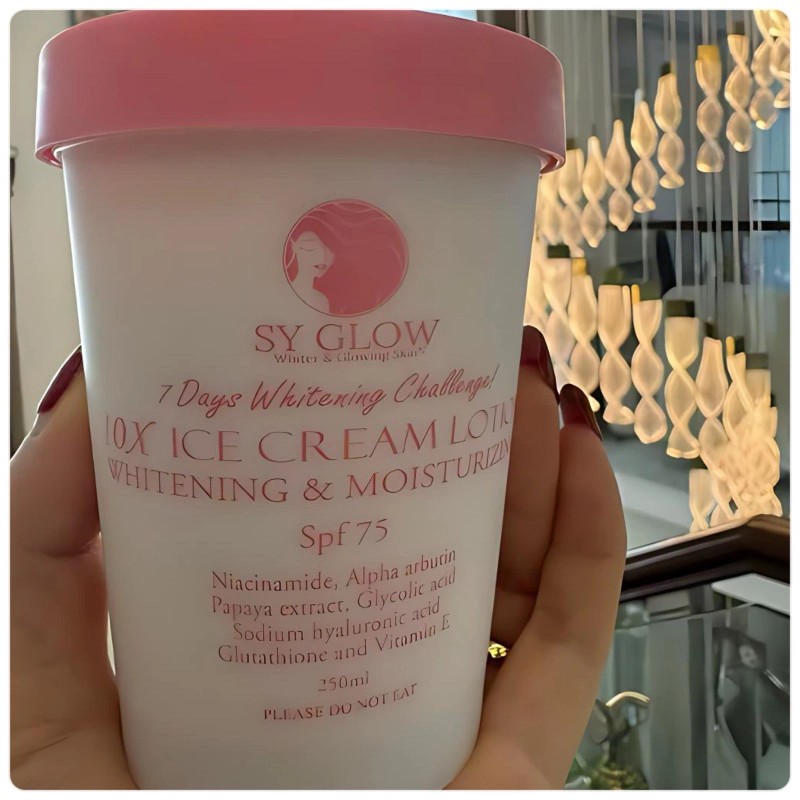 SY GLOW
Whiter & Glowing Skin
7 Days Whitening Challenge!
10X ICE CREAM LOTIO
WHITENING & MOISTURIZIN
Spf 75
Niacinamide, Alpha arbutin
Papaya extract, Glycolic acid
Sodium hyaluronic acid
Glutathione and Vitamin E
250ml
PLEASE DO NOT EAT